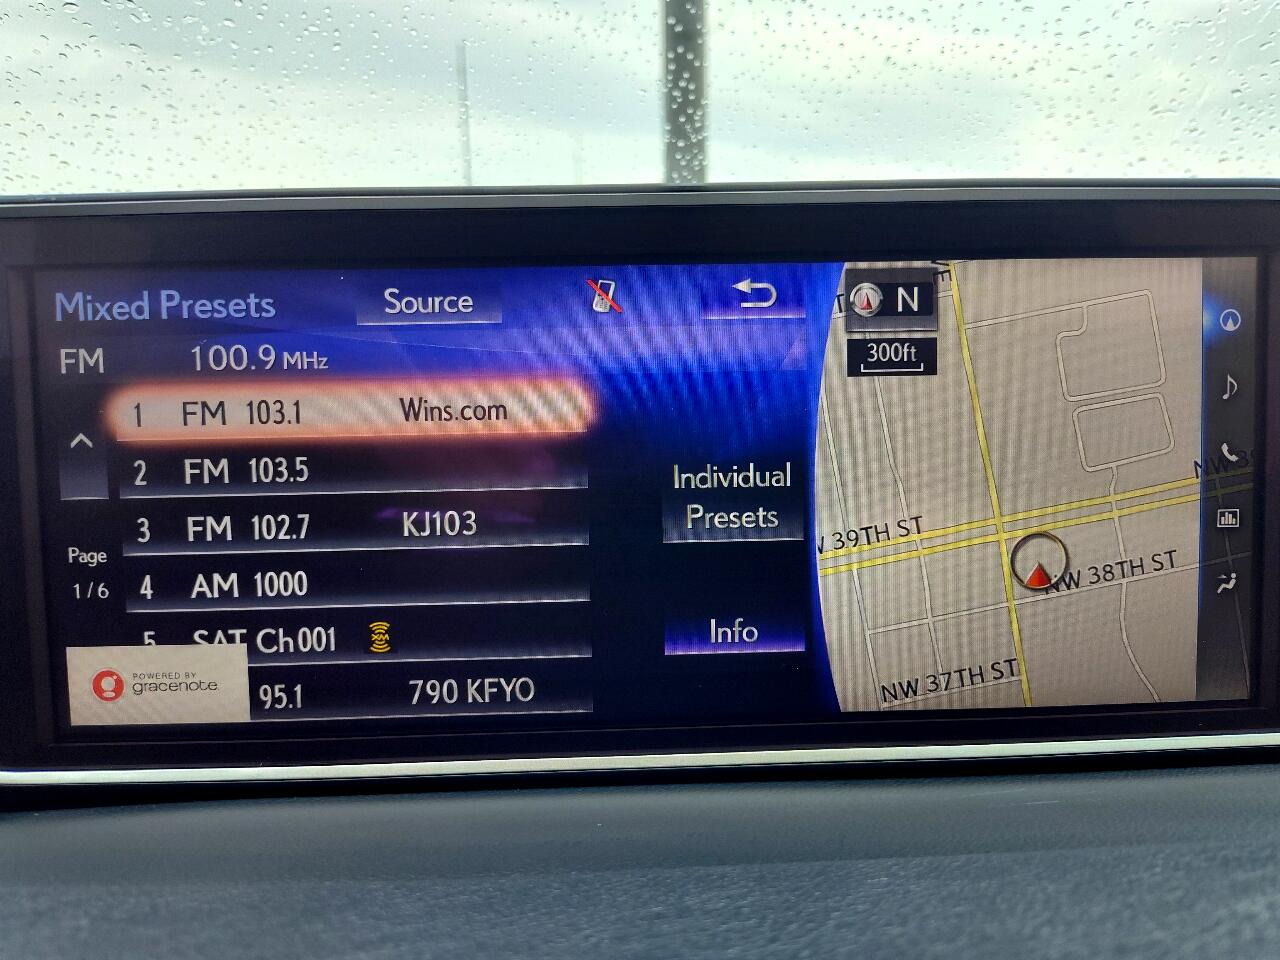 Mixed Presets
Source
FM 100.9 MHz
1 FM 103.1 Wins.com
2 FM 103.5
3 FM 102.7 KJ103
4 AM 1000
5 SAT Ch001 XM
95.1 790 KFYO
Page
1/6
POWERED BY
gracenote
Individual
Presets
Info
N
300ft
39TH ST
NW 38TH ST
NW 37TH ST